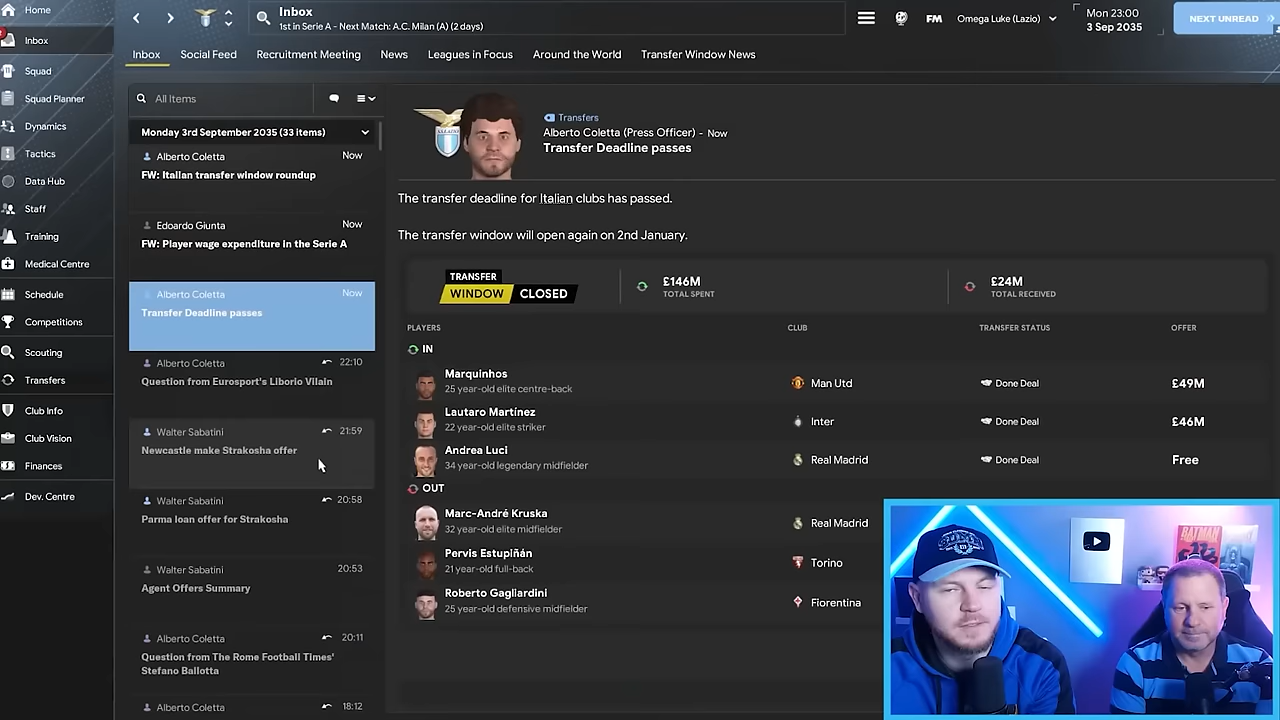 Home
Inbox
Squad
Squad Planner
Dynamics
Tactics
Data Hub
Staff
Training
Medical Centre
Schedule
Competitions
Scouting
Transfers
Club Info
Club Vision
Finances
Dev. Centre
Inbox
1st in Serie A - Next Match: A.C. Milan (A) (2 days)
FM
Omega Luke (Lazio)
Mon 23:00
3 Sep 2035
NEXT UNREAD
Inbox
Social Feed
Recruitment Meeting
News
Leagues in Focus
Around the World
Transfer Window News
All Items
Monday 3rd September 2035 (33 items)
Alberto Coletta Now
FW: Italian transfer window roundup
Edoardo Giunta Now
FW: Player wage expenditure in the Serie A
Alberto Coletta Now
Transfer Deadline passes
Alberto Coletta 22:10
Question from Eurosport's Liborio Vilain
Walter Sabatini 21:59
Newcastle make Strakosha offer
Walter Sabatini 20:58
Parma loan offer for Strakosha
Walter Sabatini 20:53
Agent Offers Summary
Alberto Coletta 20:11
Question from The Rome Football Times'
Stefano Ballotta
Alberto Coletta 18:12
Transfers
Alberto Coletta (Press Officer) - Now
Transfer Deadline passes
The transfer deadline for Italian clubs has passed.
The transfer window will open again on 2nd January.
TRANSFER
WINDOW CLOSED
£146M
TOTAL SPENT
£24M
TOTAL RECEIVED
PLAYERS CLUB TRANSFER STATUS OFFER
IN
Marquinhos
25 year-old elite centre-back
Man Utd Done Deal £49M
Lautaro Martínez
22 year-old elite striker
Inter Done Deal £46M
Andrea Luci
34 year-old legendary midfielder
Real Madrid Done Deal Free
OUT
Marc-André Kruska
32 year-old elite midfielder
Real Madrid
Pervis Estupiñán
21 year-old full-back
Torino
Roberto Gagliardini
25 year-old defensive midfielder
Fiorentina
BATMAN